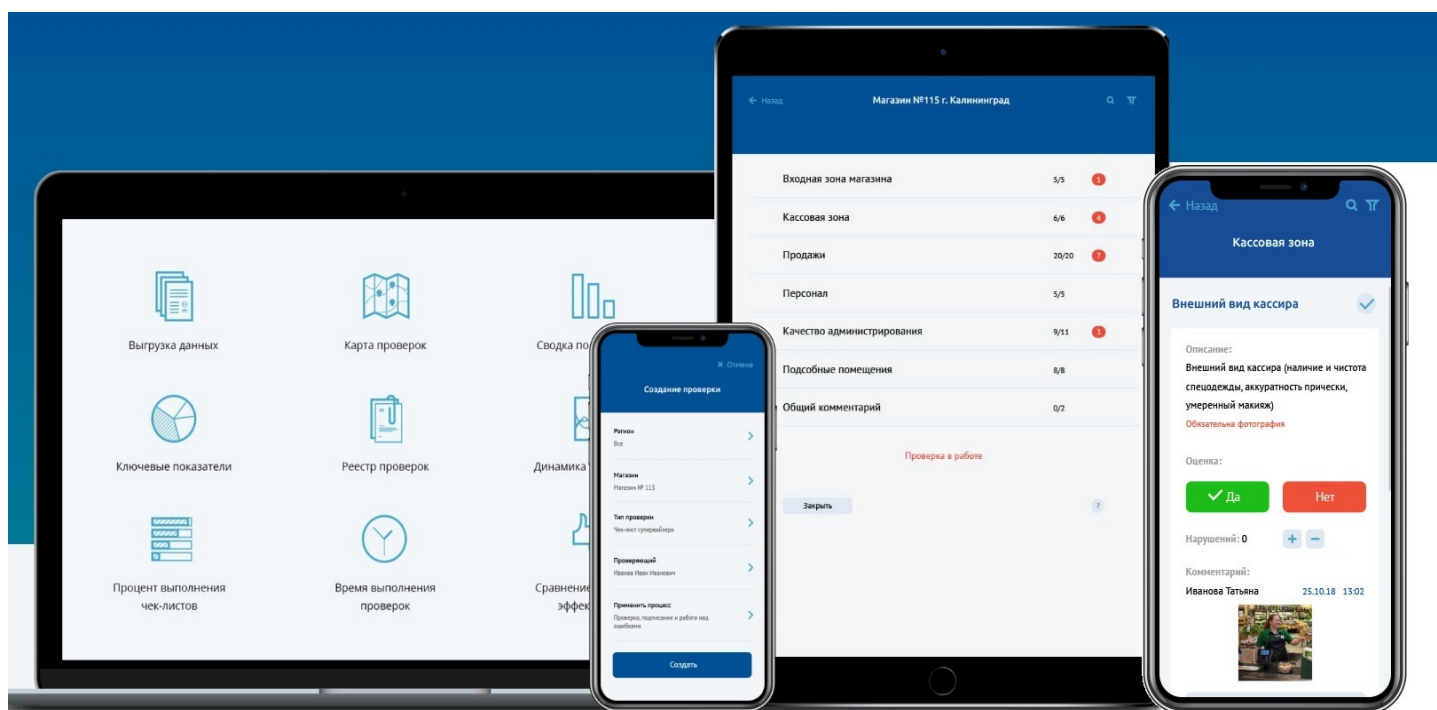 Выгрузка данных
Карта проверок
Сводка по
Ключевые показатели
Реестр проверок
Динамика
Процент выполнения
чек-листов
Время выполнения
проверок
Сравнение
эффек
× Отмена
Создание проверки
Регион
Все
Магазин
Магазин № 113
Тип проверки
Чек-лист супервайзера
Проверяющий
Иванов Иван Иванович
Применить процесс
Проверка, подписание и работа над
ошибками
Создать
← Назад
Магазин №115 г. Калининград
Входная зона магазина 5/5 1
Кассовая зона 6/6 4
Продажи 20/20 7
Персонал 5/5
Качество администрирования 9/11 3
Подсобные помещения 8/8
Общий комментарий 0/2
Проверка в работе
Закрыть ?
← Назад
Кассовая зона
Внешний вид кассира
Описание:
Внешний вид кассира (наличие и чистота
спецодежды, аккуратность прически,
умеренный макияж)
Обязательна фотография
Оценка:
Да Нет
Нарушений: 0 + −
Комментарий:
Иванова Татьяна 25.10.18 13:02